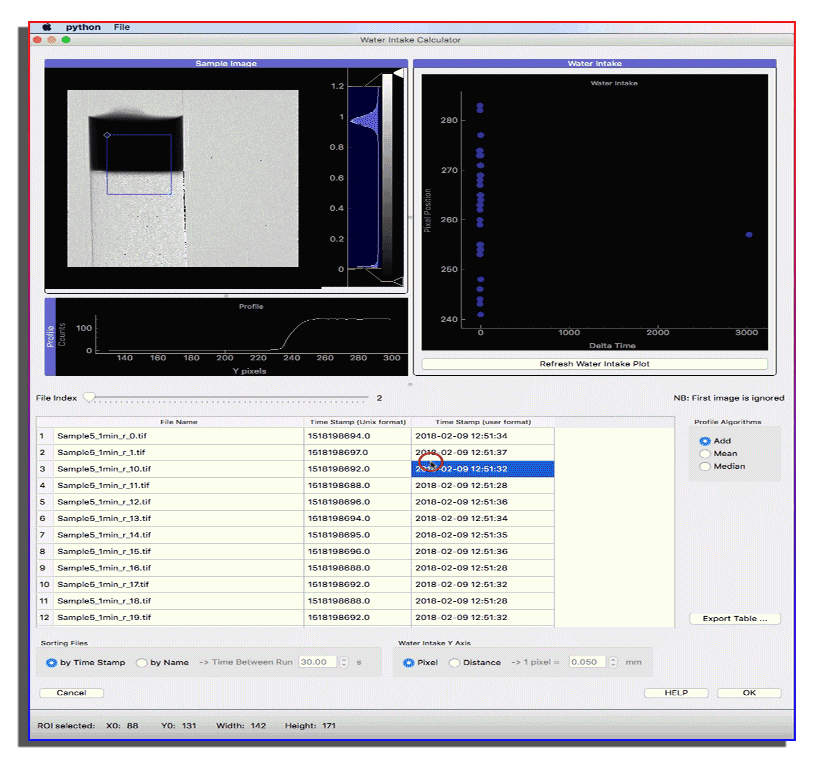 python File
Water Intake Calculator
Sample Image
Water Intake
1.2
1
0.8
0.6
0.4
0.2
0
Water Intake
Pixel Position
280
270
260
250
240
0 1000 2000 3000
Delta Time
Refresh Water Intake Plot
Profile
Profile
Counts
100
0
140 160 180 200 220 240 260 280 300
Y pixels
File Index 2 NB: First image is ignored
File Name Time Stamp (Unix format) Time Stamp (user format)
1 Sample5_1min_r_0.tif 1518198694.0 2018-02-09 12:51:34
2 Sample5_1min_r_1.tif 1518198697.0 2018-02-09 12:51:37
3 Sample5_1min_r_10.tif 1518198692.0 2018-02-09 12:51:32
4 Sample5_1min_r_11.tif 1518198688.0 2018-02-09 12:51:28
5 Sample5_1min_r_12.tif 1518198696.0 2018-02-09 12:51:36
6 Sample5_1min_r_13.tif 1518198694.0 2018-02-09 12:51:34
7 Sample5_1min_r_14.tif 1518198695.0 2018-02-09 12:51:35
8 Sample5_1min_r_15.tif 1518198696.0 2018-02-09 12:51:36
9 Sample5_1min_r_16.tif 1518198688.0 2018-02-09 12:51:28
10 Sample5_1min_r_17.tif 1518198692.0 2018-02-09 12:51:32
11 Sample5_1min_r_18.tif 1518198688.0 2018-02-09 12:51:28
12 Sample5_1min_r_19.tif 1518198692.0 2018-02-09 12:51:32
Profile Algorithms
Add
Mean
Median
Export Table ...
Sorting Files
by Time Stamp by Name -> Time Between Run 30.00 s
Water Intake Y Axis
Pixel Distance -> 1 pixel = 0.050 mm
Cancel HELP OK
ROI selected: X0: 88 Y0: 131 Width: 142 Height: 171